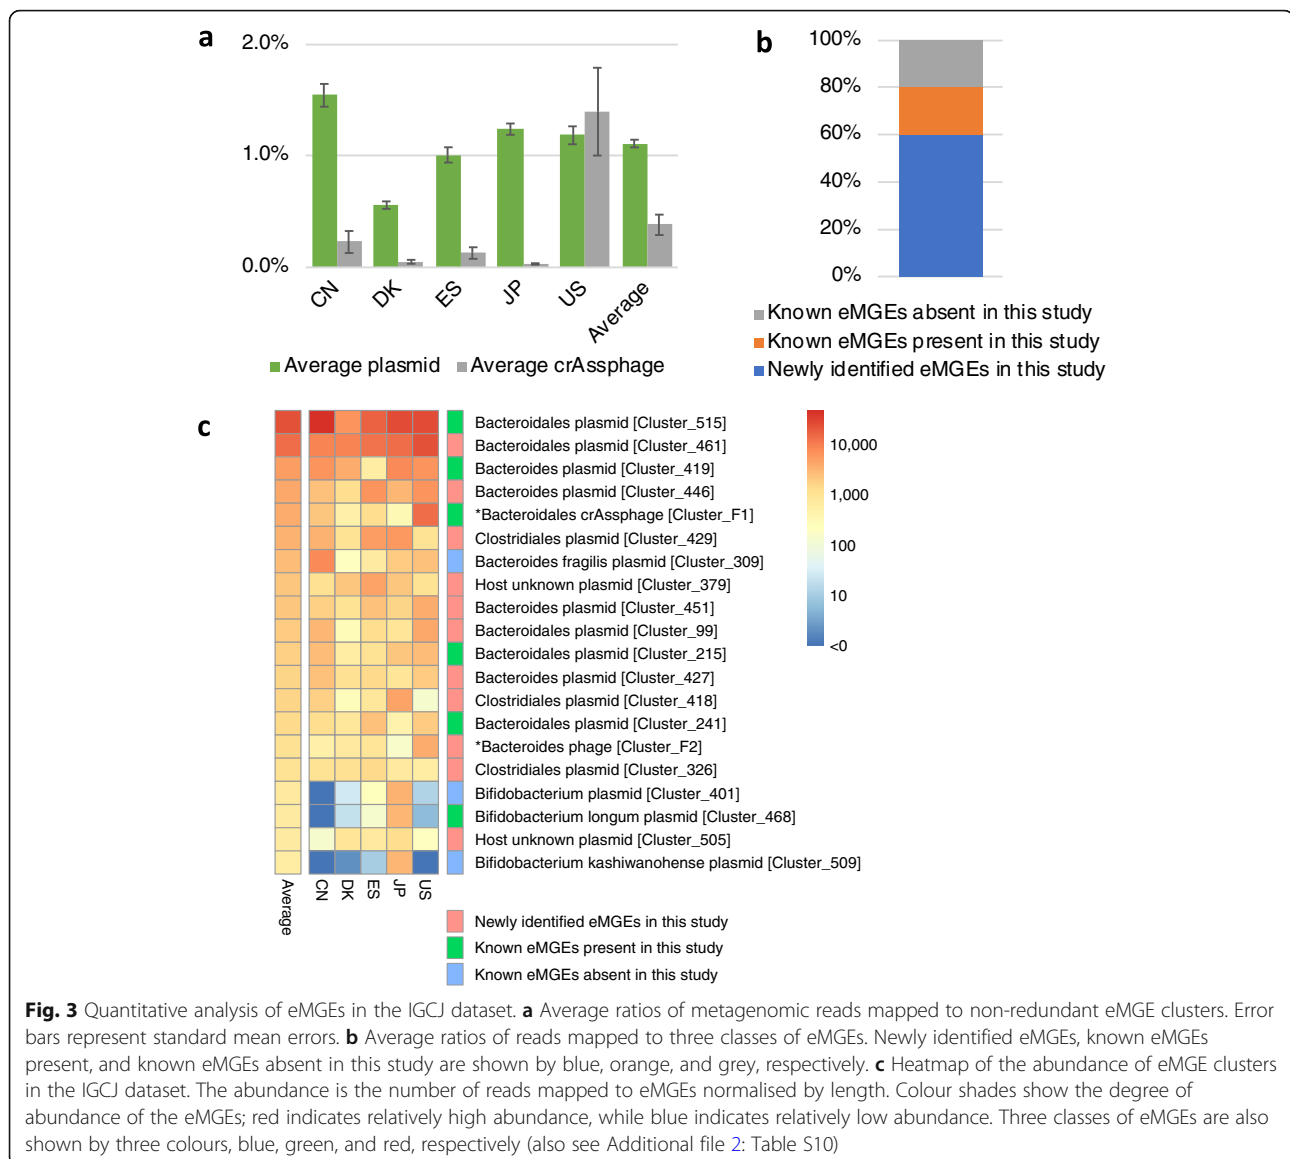 a
2.0%
1.0%
0.0%
CN
DK
ES
JP
US
Average
Average plasmid
Average crAssphage
b
100%
80%
60%
40%
20%
0%
Known eMGEs absent in this study
Known eMGEs present in this study
Newly identified eMGEs in this study
c
Bacteroidales plasmid [Cluster_515]
Bacteroidales plasmid [Cluster_461]
Bacteroides plasmid [Cluster_419]
Bacteroides plasmid [Cluster_446]
*Bacteroidales crAssphage [Cluster_F1]
Clostridiales plasmid [Cluster_429]
Bacteroides fragilis plasmid [Cluster_309]
Host unknown plasmid [Cluster_379]
Bacteroides plasmid [Cluster_451]
Bacteroidales plasmid [Cluster_99]
Bacteroidales plasmid [Cluster_215]
Bacteroides plasmid [Cluster_427]
Clostridiales plasmid [Cluster_418]
Bacteroidales plasmid [Cluster_241]
*Bacteroides phage [Cluster_F2]
Clostridiales plasmid [Cluster_326]
Bifidobacterium plasmid [Cluster_401]
Bifidobacterium longum plasmid [Cluster_468]
Host unknown plasmid [Cluster_505]
Bifidobacterium kashiwanohense plasmid [Cluster_509]
Average
CN
DK
ES
JP
US
10,000
1,000
100
10
<0
Newly identified eMGEs in this study
Known eMGEs present in this study
Known eMGEs absent in this study
Fig. 3 Quantitative analysis of eMGEs in the IGCJ dataset. a Average ratios of metagenomic reads mapped to non-redundant eMGE clusters. Error
bars represent standard mean errors. b Average ratios of reads mapped to three classes of eMGEs. Newly identified eMGEs, known eMGEs
present, and known eMGEs absent in this study are shown by blue, orange, and grey, respectively. c Heatmap of the abundance of eMGE clusters
in the IGCJ dataset. The abundance is the number of reads mapped to eMGEs normalised by length. Colour shades show the degree of
abundance of the eMGEs; red indicates relatively high abundance, while blue indicates relatively low abundance. Three classes of eMGEs are also
shown by three colours, blue, green, and red, respectively (also see Additional file 2: Table S10)